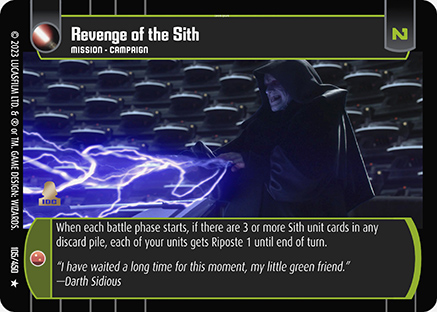 Revenge of the Sith
MISSION - CAMPAIGN
N
© 2023 LUCASFILM LTD. & ® or TM. GAME DESIGN: WIZARDS.
100
When each battle phase starts, if there are 3 or more Sith unit cards in any
discard pile, each of your units gets Riposte 1 until end of turn.
“I have waited a long time for this moment, my little green friend.”
—Darth Sidious
105/450